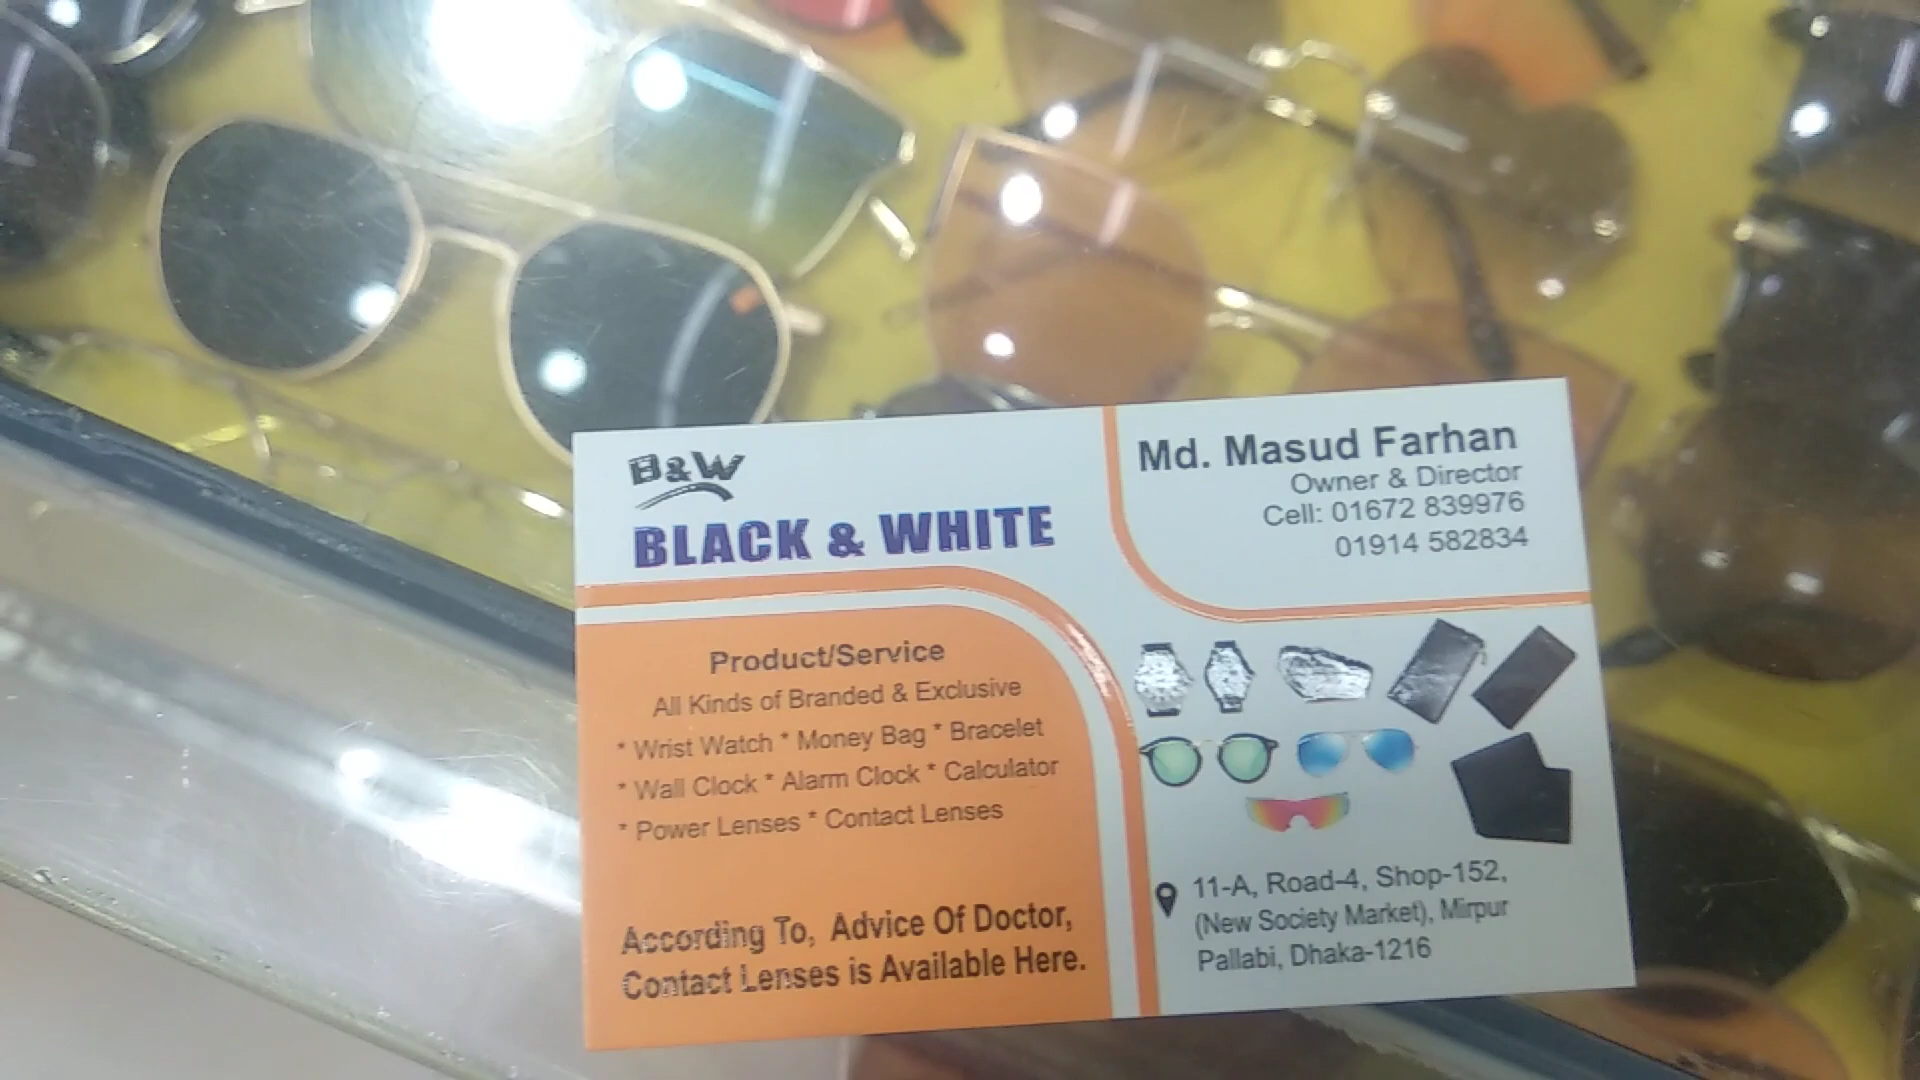 B&W
BLACK & WHITE
Md. Masud Farhan
Owner & Director
Cell: 01672 839976
01914 582834
Product/Service
All Kinds of Branded & Exclusive
* Wrist Watch * Money Bag * Bracelet
* Wall Clock * Alarm Clock * Calculator
* Power Lenses * Contact Lenses
According To, Advice Of Doctor,
Contact Lenses is Available Here.
11-A, Road-4, Shop-152,
(New Society Market), Mirpur
Pallabi, Dhaka-1216